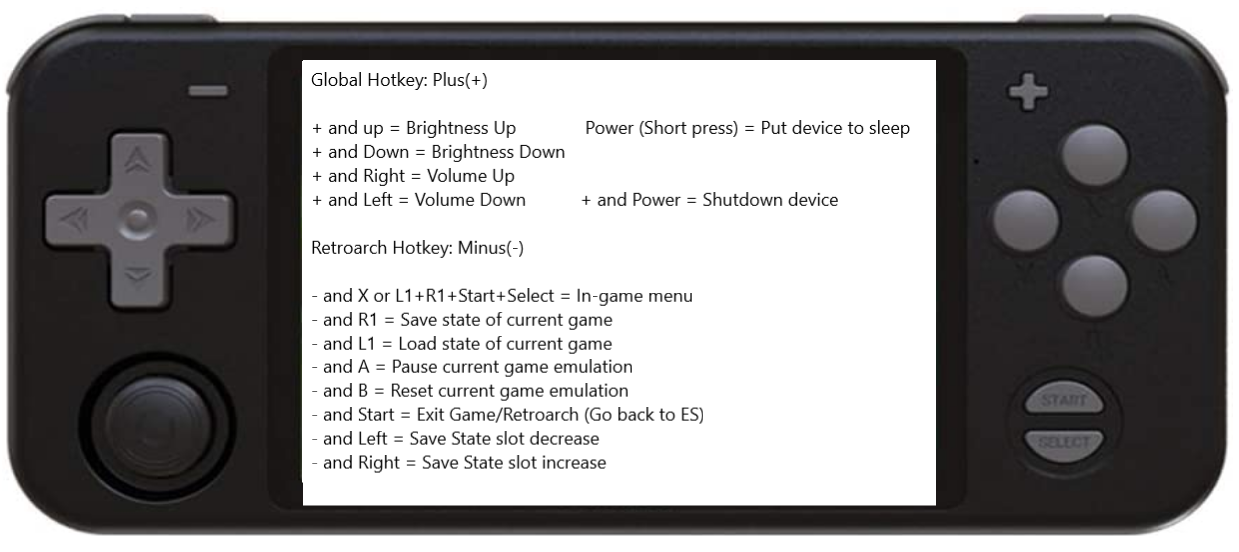 Global Hotkey: Plus(+)
+ and up = Brightness Up Power (Short press) = Put device to sleep
+ and Down = Brightness Down
+ and Right = Volume Up
+ and Left = Volume Down + and Power = Shutdown device
Retroarch Hotkey: Minus(-)
- and X or L1+R1+Start+Select = In-game menu
- and R1 = Save state of current game
- and L1 = Load state of current game
- and A = Pause current game emulation
- and B = Reset current game emulation
- and Start = Exit Game/Retroarch (Go back to ES)
- and Left = Save State slot decrease
- and Right = Save State slot increase
START
SELECT